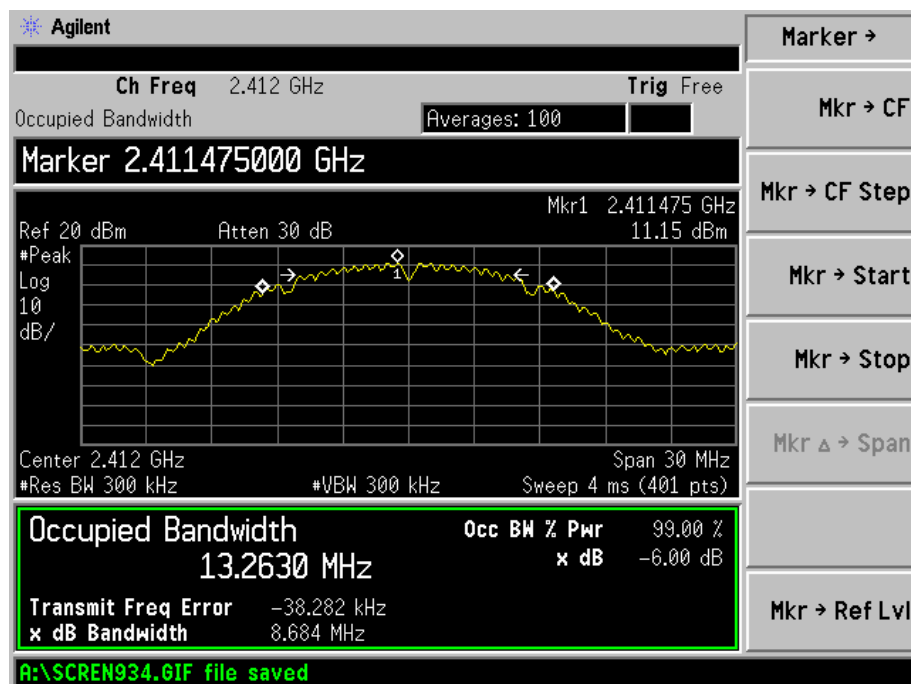 Agilent
Marker →
Ch Freq 2.412 GHz Trig Free
Occupied Bandwidth Averages: 100
Mkr → CF
Marker 2.411475000 GHz
Mkr → CF Step
Mkr1 2.411475 GHz
Ref 20 dBm Atten 30 dB 11.15 dBm
#Peak
Log
10
dB/
1
Mkr → Start
Mkr → Stop
Mkr Δ → Span
Center 2.412 GHz Span 30 MHz
#Res BW 300 kHz #VBW 300 kHz Sweep 4 ms (401 pts)
Occupied Bandwidth Occ BW % Pwr 99.00 %
13.2630 MHz x dB -6.00 dB
Transmit Freq Error -38.282 kHz
x dB Bandwidth 8.684 MHz
Mkr → Ref Lvl
A:\SCREN934.GIF file saved